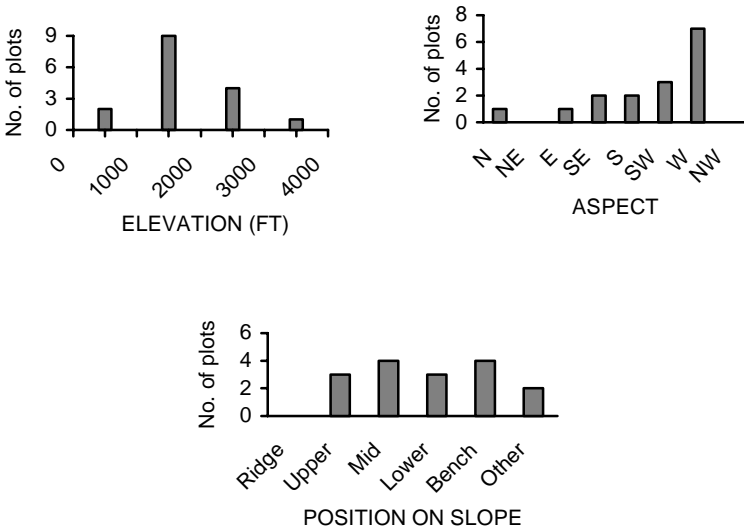 No. of plots
9
6
3
0
0
1000
2000
3000
4000
ELEVATION (FT)
No. of plots
8
6
4
2
0
N
NE
E
SE
S
SW
W
NW
ASPECT
No. of plots
6
4
2
0
Ridge
Upper
Mid
Lower
Bench
Other
POSITION ON SLOPE